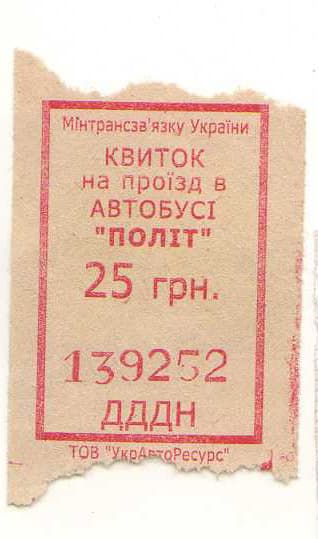 Мінтрансзв'язку України
КВИТОК
на проїзд в
АВТОБУСІ
"ПОЛІТ"
25 грн.
139252
ДДДН
ТОВ "УкрАвтоРесурс"